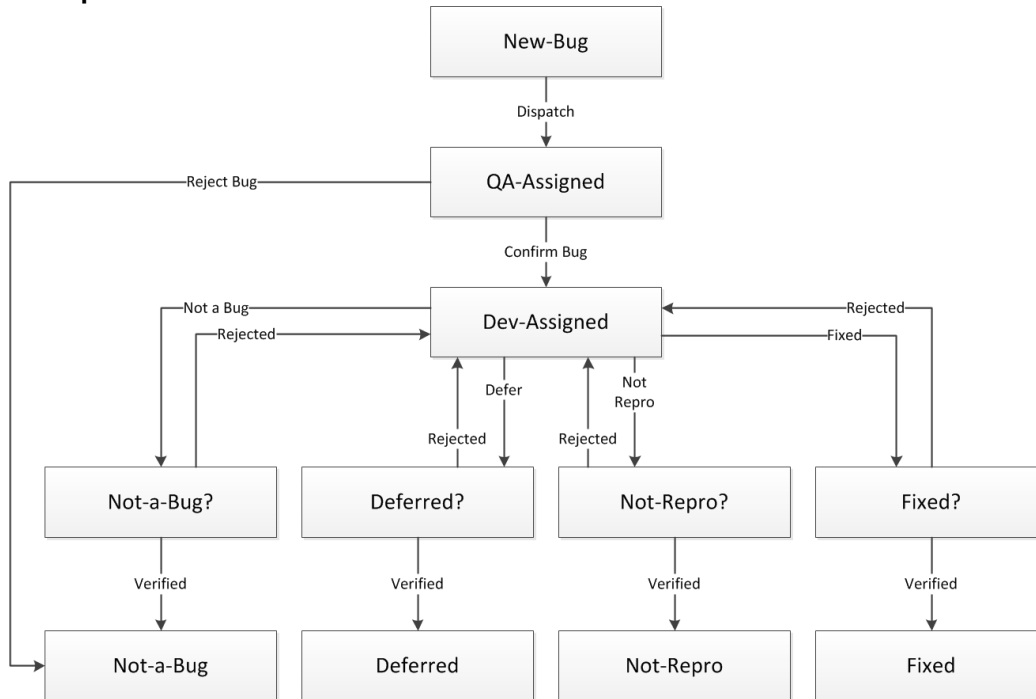 New-Bug
Dispatch
Reject Bug
QA-Assigned
Confirm Bug
Not a Bug
Dev-Assigned
Rejected
Rejected
Fixed
Defer
Not
Repro
Rejected
Rejected
Not-a-Bug?
Deferred?
Not-Repro?
Fixed?
Verified
Verified
Verified
Verified
Not-a-Bug
Deferred
Not-Repro
Fixed